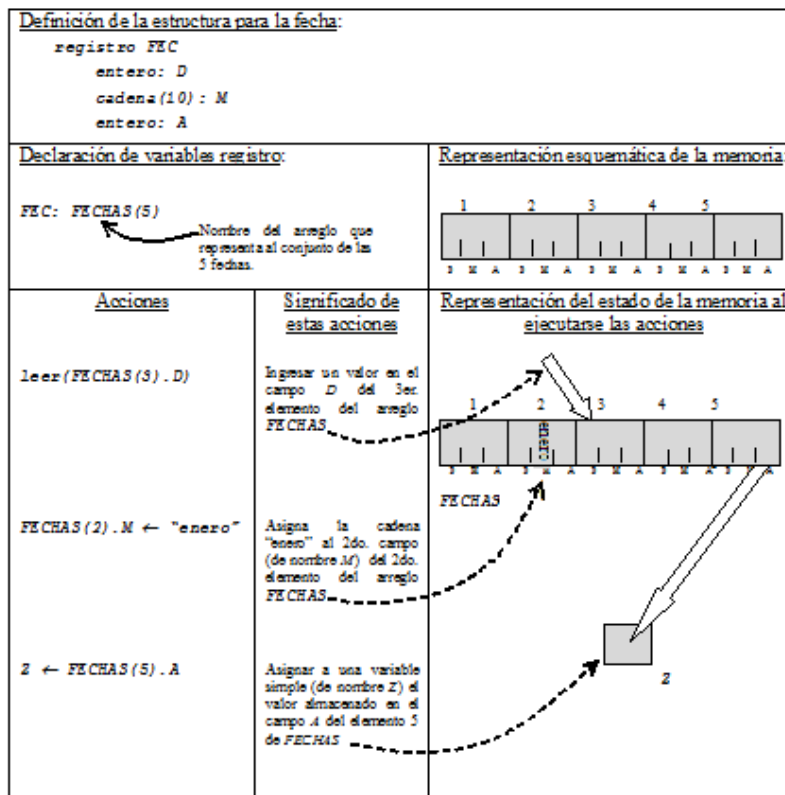 Definición de la estructura para la fecha:
registro FEC
entero: D
cadena(10): M
entero: A
Declaración de variables registro:
FEC: FECHAS(5)
Nombre del arreglo que
representa al conjunto de las
5 fechas.
Representación esquemática de la memoria:
1 2 3 4 5
D M A D M A D M A D M A D M A
Acciones
leer(FECHAS(3).D)
FECHAS(2).M ← "enero"
Z ← FECHAS(5).A
Significado de
estas acciones
Ingresar un valor en el
campo D del 3er.
elemento del arreglo
FECHAS
Asigna la cadena
"enero" al 2do. campo
(de nombre M) del 2do.
elemento del arreglo
FECHAS
Asignar a una variable
simple (de nombre Z) el
valor almacenado en el
campo A del elemento 5
de FECHAS
Representación del estado de la memoria al
ejecutarse las acciones
1 2 3 4 5
enero
D M A D M A D M A D M A D M A
FECHAS
Z